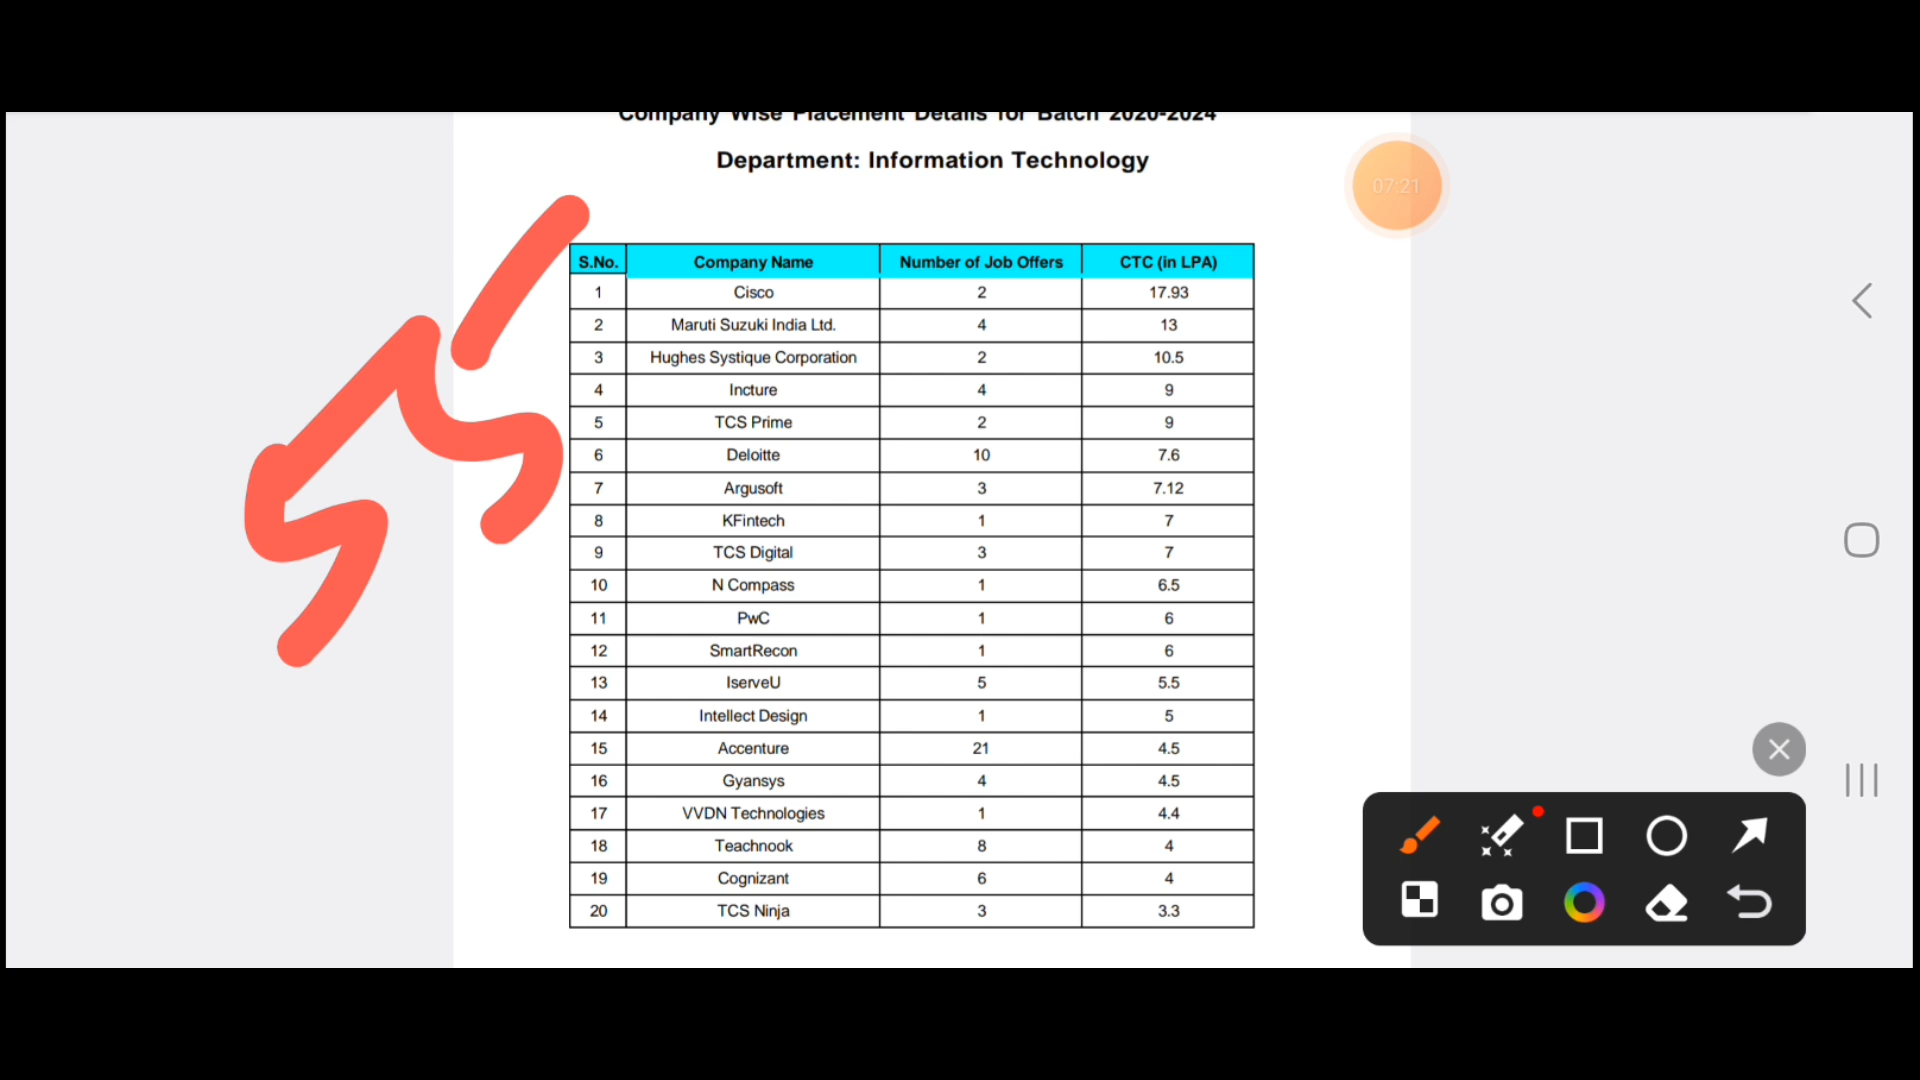 Company Wise Placement Details for Batch 2020-2024
Department: Information Technology
07:21
S.No. Company Name Number of Job Offers CTC (in LPA)
1 Cisco 2 17.93
2 Maruti Suzuki India Ltd. 4 13
3 Hughes Systique Corporation 2 10.5
4 Incture 4 9
5 TCS Prime 2 9
6 Deloitte 10 7.6
7 Argusoft 3 7.12
8 KFintech 1 7
9 TCS Digital 3 7
10 N Compass 1 6.5
11 PwC 1 6
12 SmartRecon 1 6
13 IserveU 5 5.5
14 Intellect Design 1 5
15 Accenture 21 4.5
16 Gyansys 4 4.5
17 VVDN Technologies 1 4.4
18 Teachnook 8 4
19 Cognizant 6 4
20 TCS Ninja 3 3.3
55